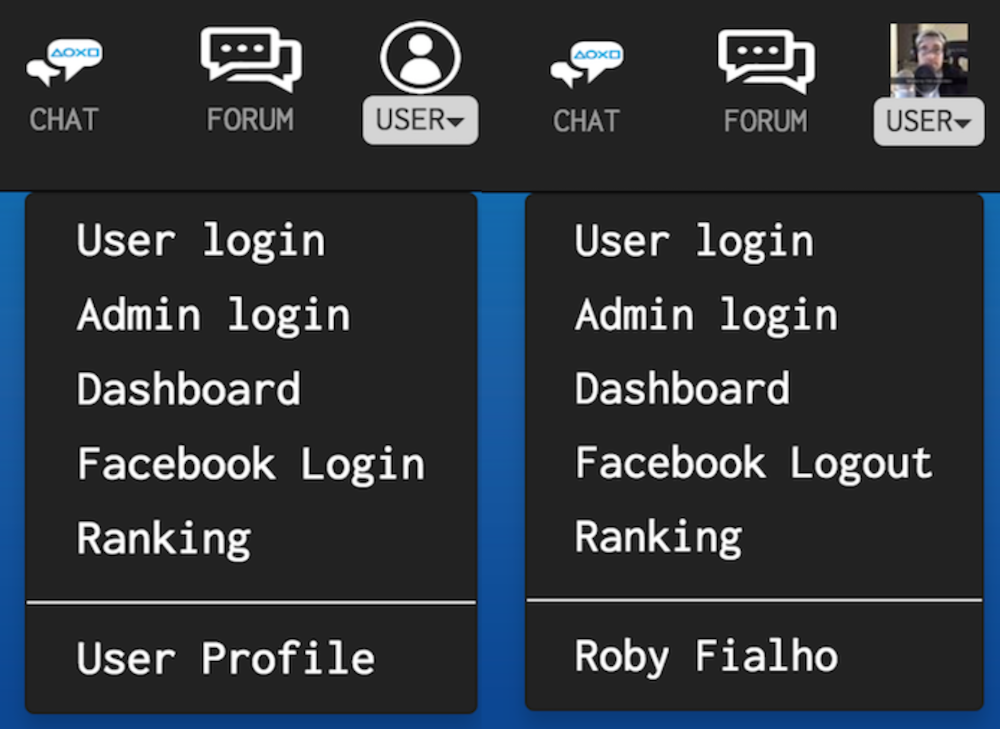 CHAT FORUM USER
User login
Admin login
Dashboard
Facebook Login
Ranking
User Profile
CHAT FORUM USER
User login
Admin login
Dashboard
Facebook Logout
Ranking
Roby Fialho